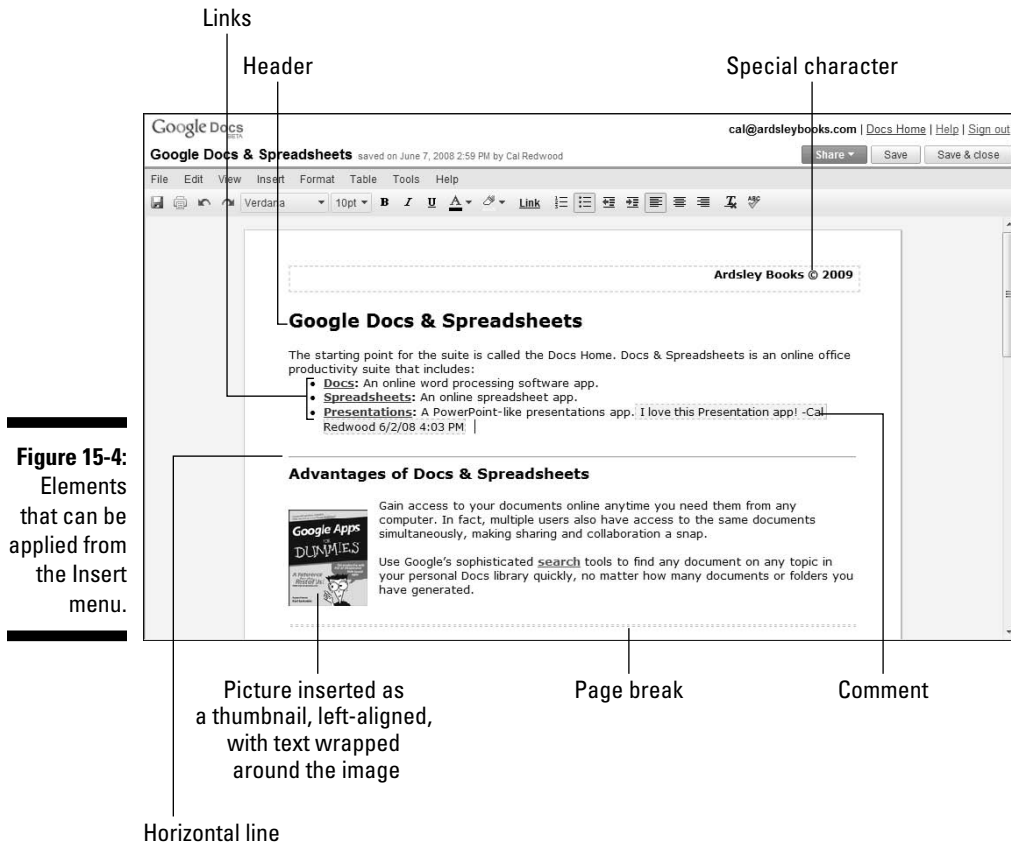 Links
Header
Special character
Google Docs
BETA
cal@ardsleybooks.com | Docs Home | Help | Sign out
Google Docs & Spreadsheets saved on June 7, 2008 2:59 PM by Cal Redwood
Share Save Save & close
File Edit View Insert Format Table Tools Help
Verdana 10pt B I U A Link ABC
Ardsley Books © 2009
Google Docs & Spreadsheets
The starting point for the suite is called the Docs Home. Docs & Spreadsheets is an online office
productivity suite that includes:
• Docs: An online word processing software app.
• Spreadsheets: An online spreadsheet app.
• Presentations: A PowerPoint-like presentations app. I love this Presentation app! -Cal
Redwood 6/2/08 4:03 PM
Advantages of Docs & Spreadsheets
Google Apps
FOR
DUMMIES
A Reference
for the
Rest of Us!
Gain access to your documents online anytime you need them from any
computer. In fact, multiple users also have access to the same documents
simultaneously, making sharing and collaboration a snap.
Use Google's sophisticated search tools to find any document on any topic in
your personal Docs library quickly, no matter how many documents or folders you
have generated.
Figure 15-4:
Elements
that can be
applied from
the Insert
menu.
Picture inserted as
a thumbnail, left-aligned,
with text wrapped
around the image
Page break
Comment
Horizontal line